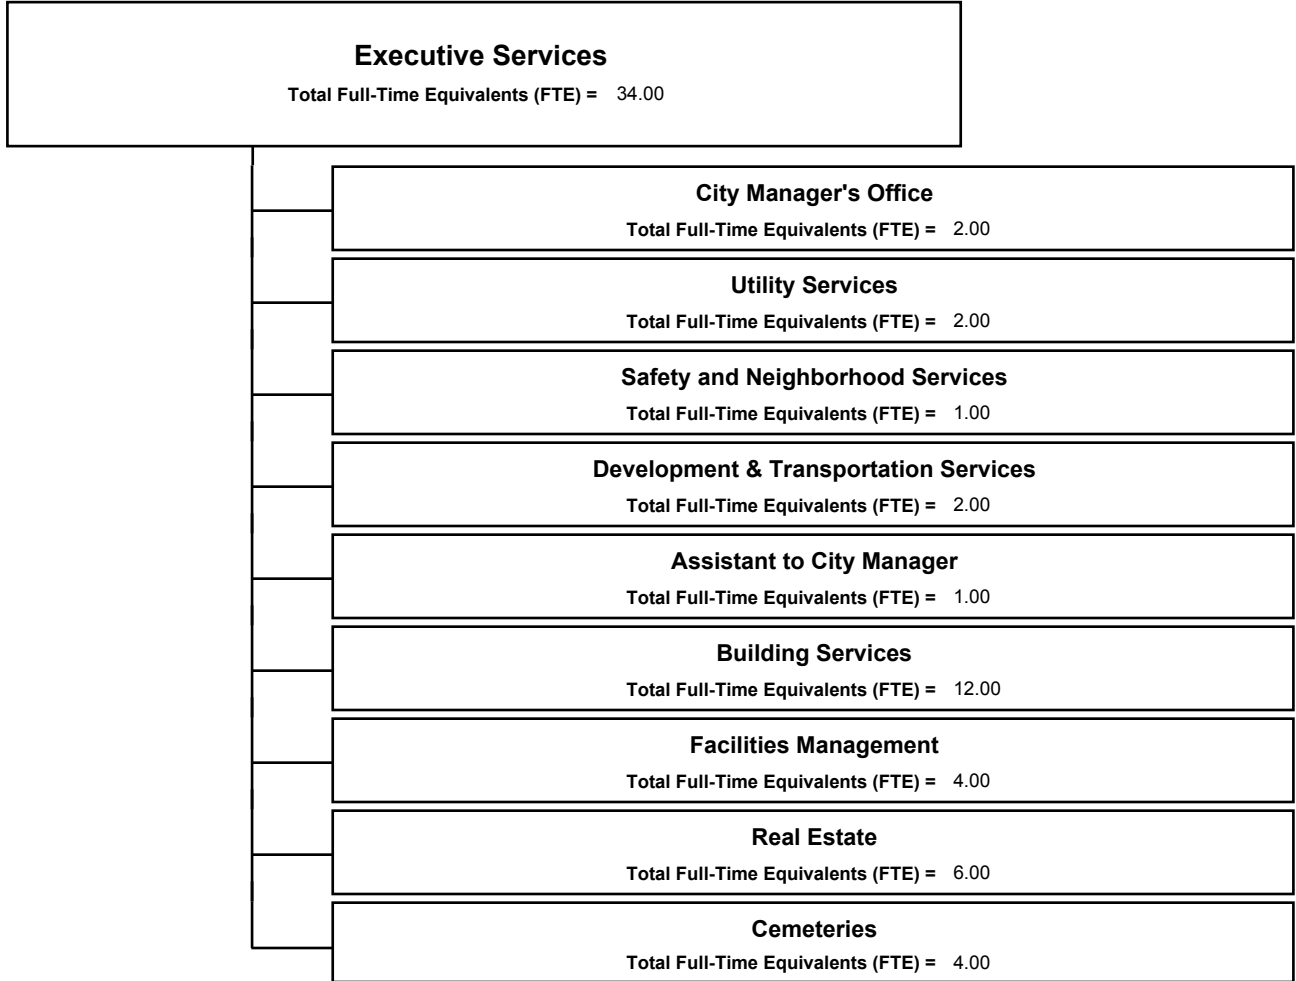 Executive Services
Total Full-Time Equivalents (FTE) = 34.00
City Manager's Office
Total Full-Time Equivalents (FTE) = 2.00
Utility Services
Total Full-Time Equivalents (FTE) = 2.00
Safety and Neighborhood Services
Total Full-Time Equivalents (FTE) = 1.00
Development & Transportation Services
Total Full-Time Equivalents (FTE) = 2.00
Assistant to City Manager
Total Full-Time Equivalents (FTE) = 1.00
Building Services
Total Full-Time Equivalents (FTE) = 12.00
Facilities Management
Total Full-Time Equivalents (FTE) = 4.00
Real Estate
Total Full-Time Equivalents (FTE) = 6.00
Cemeteries
Total Full-Time Equivalents (FTE) = 4.00